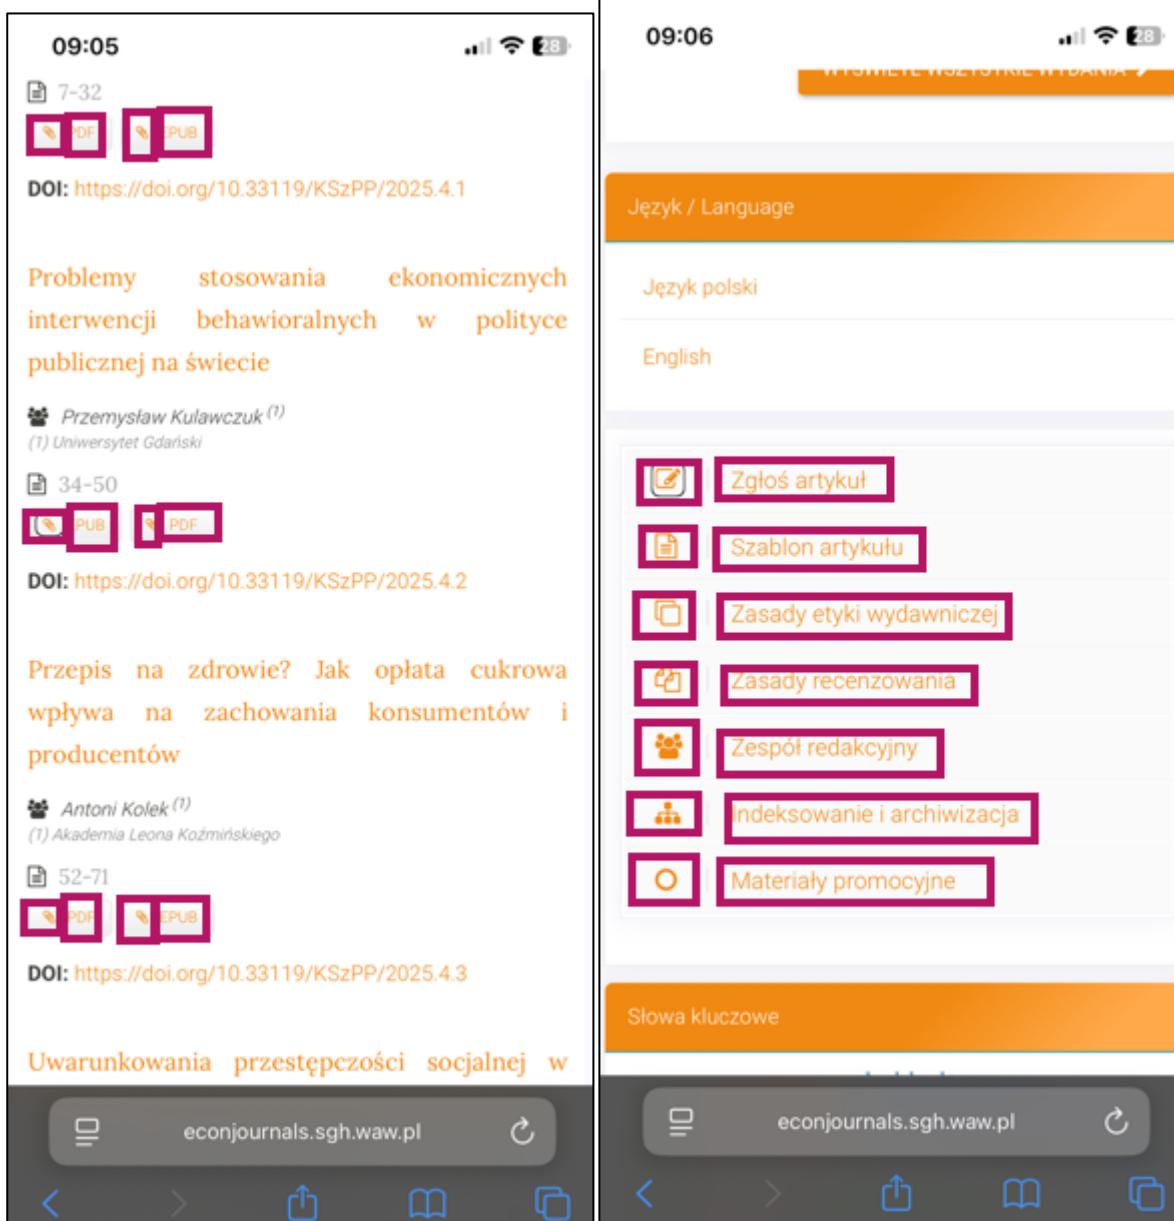 09:05
28
7-32
PDF
EPUB
DOI: https://doi.org/10.33119/KSzPP/2025.4.1
Problemy stosowania ekonomicznych
interwencji behawioralnych w polityce
publicznej na świecie
Przemysław Kulawczuk (1)
(1) Uniwersytet Gdański
34-50
EPUB
PDF
DOI: https://doi.org/10.33119/KSzPP/2025.4.2
Przepis na zdrowie? Jak opłata cukrowa
wpływa na zachowania konsumentów i
producentów
Antoni Kolek (1)
(1) Akademia Leona Koźmińskiego
52-71
PDF
EPUB
DOI: https://doi.org/10.33119/KSzPP/2025.4.3
Uwarunkowania przestępczości socjalnej w
econjournals.sgh.waw.pl
09:06
28
WYŚWIETL WSZYSTKIE WYDANIA
Język / Language
Język polski
English
Zgłoś artykuł
Szablon artykułu
Zasady etyki wydawniczej
Zasady recenzowania
Zespół redakcyjny
Indeksowanie i archiwizacja
Materiały promocyjne
Słowa kluczowe
econjournals.sgh.waw.pl